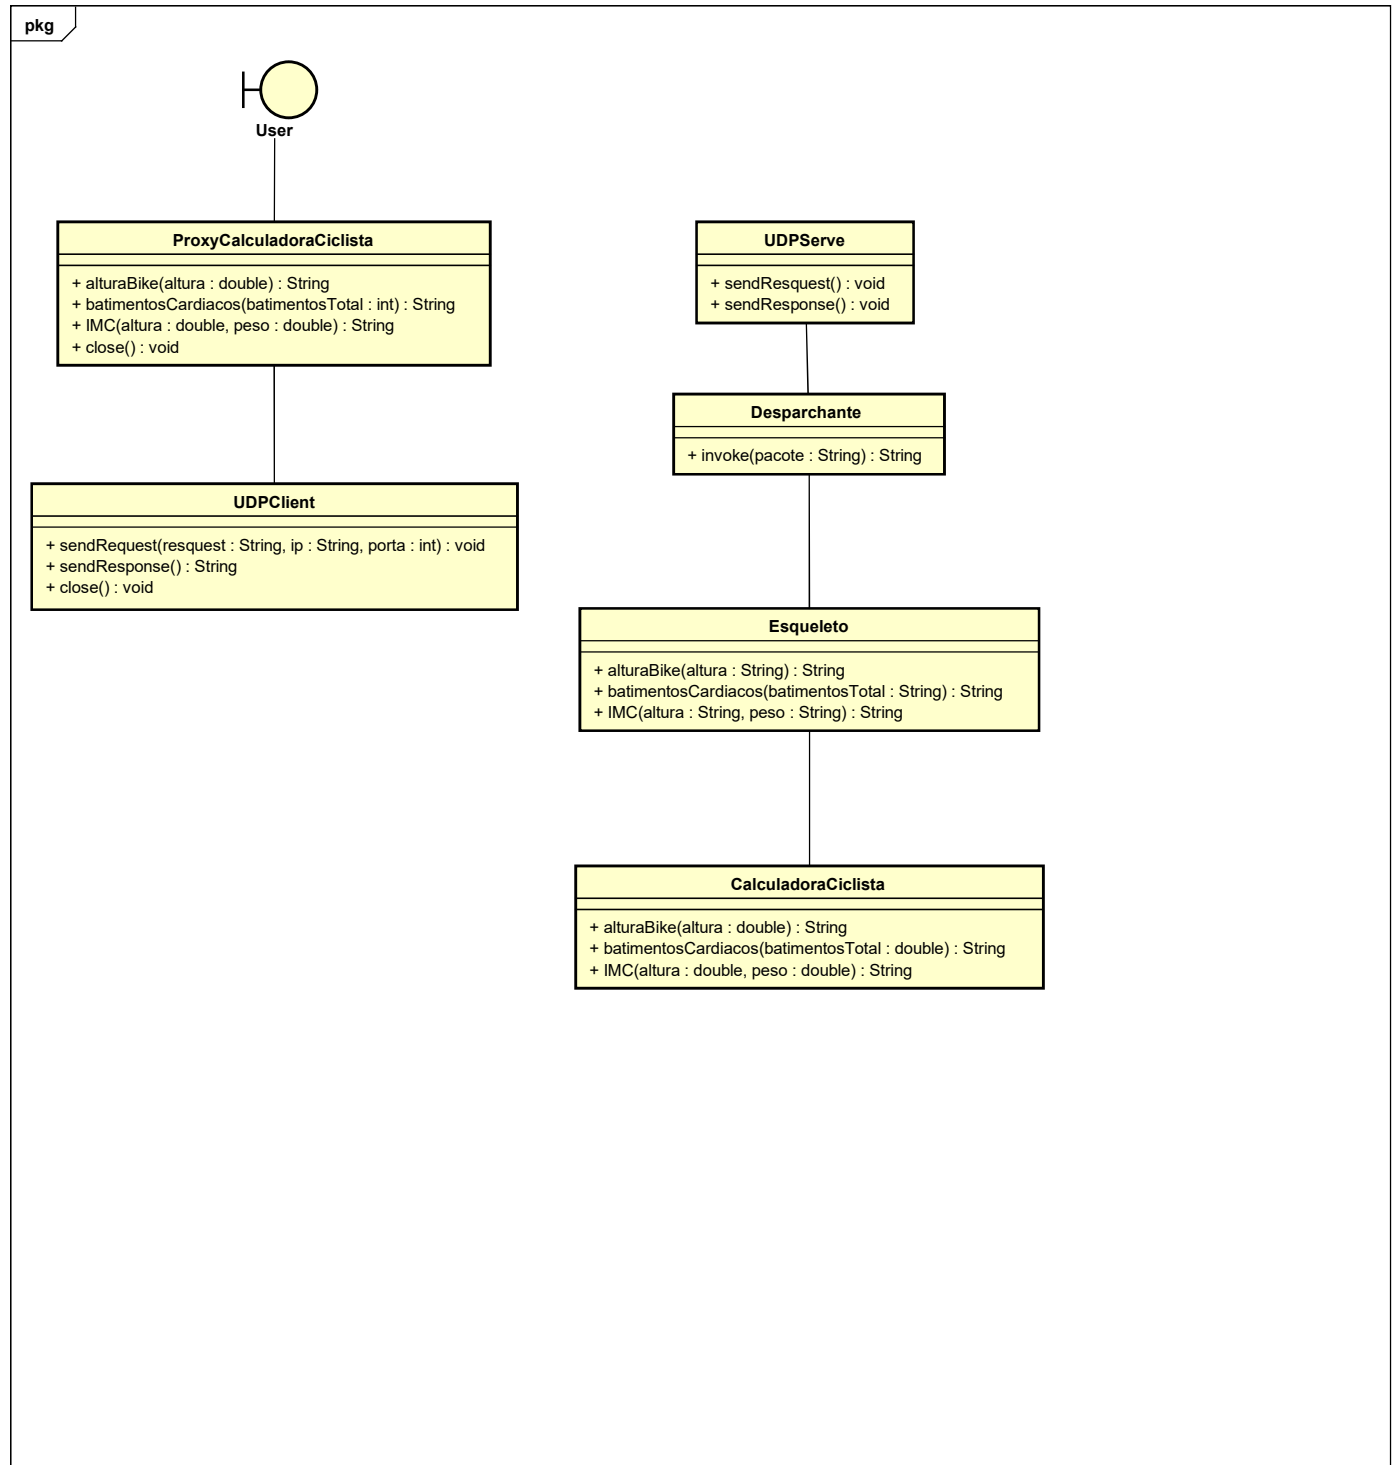 pkg
User
ProxyCalculadoraCiclista
+ alturaBike(altura : double) : String
+ batimentosCardiacos(batimentosTotal : int) : String
+ IMC(altura : double, peso : double) : String
+ close() : void
UDPServe
+ sendResquest() : void
+ sendResponse() : void
Desparchante
+ invoke(pacote : String) : String
UDPClient
+ sendRequest(resquest : String, ip : String, porta : int) : void
+ sendResponse() : String
+ close() : void
Esqueleto
+ alturaBike(altura : String) : String
+ batimentosCardiacos(batimentosTotal : String) : String
+ IMC(altura : String, peso : String) : String
CalculadoraCiclista
+ alturaBike(altura : double) : String
+ batimentosCardiacos(batimentosTotal : double) : String
+ IMC(altura : double, peso : double) : String